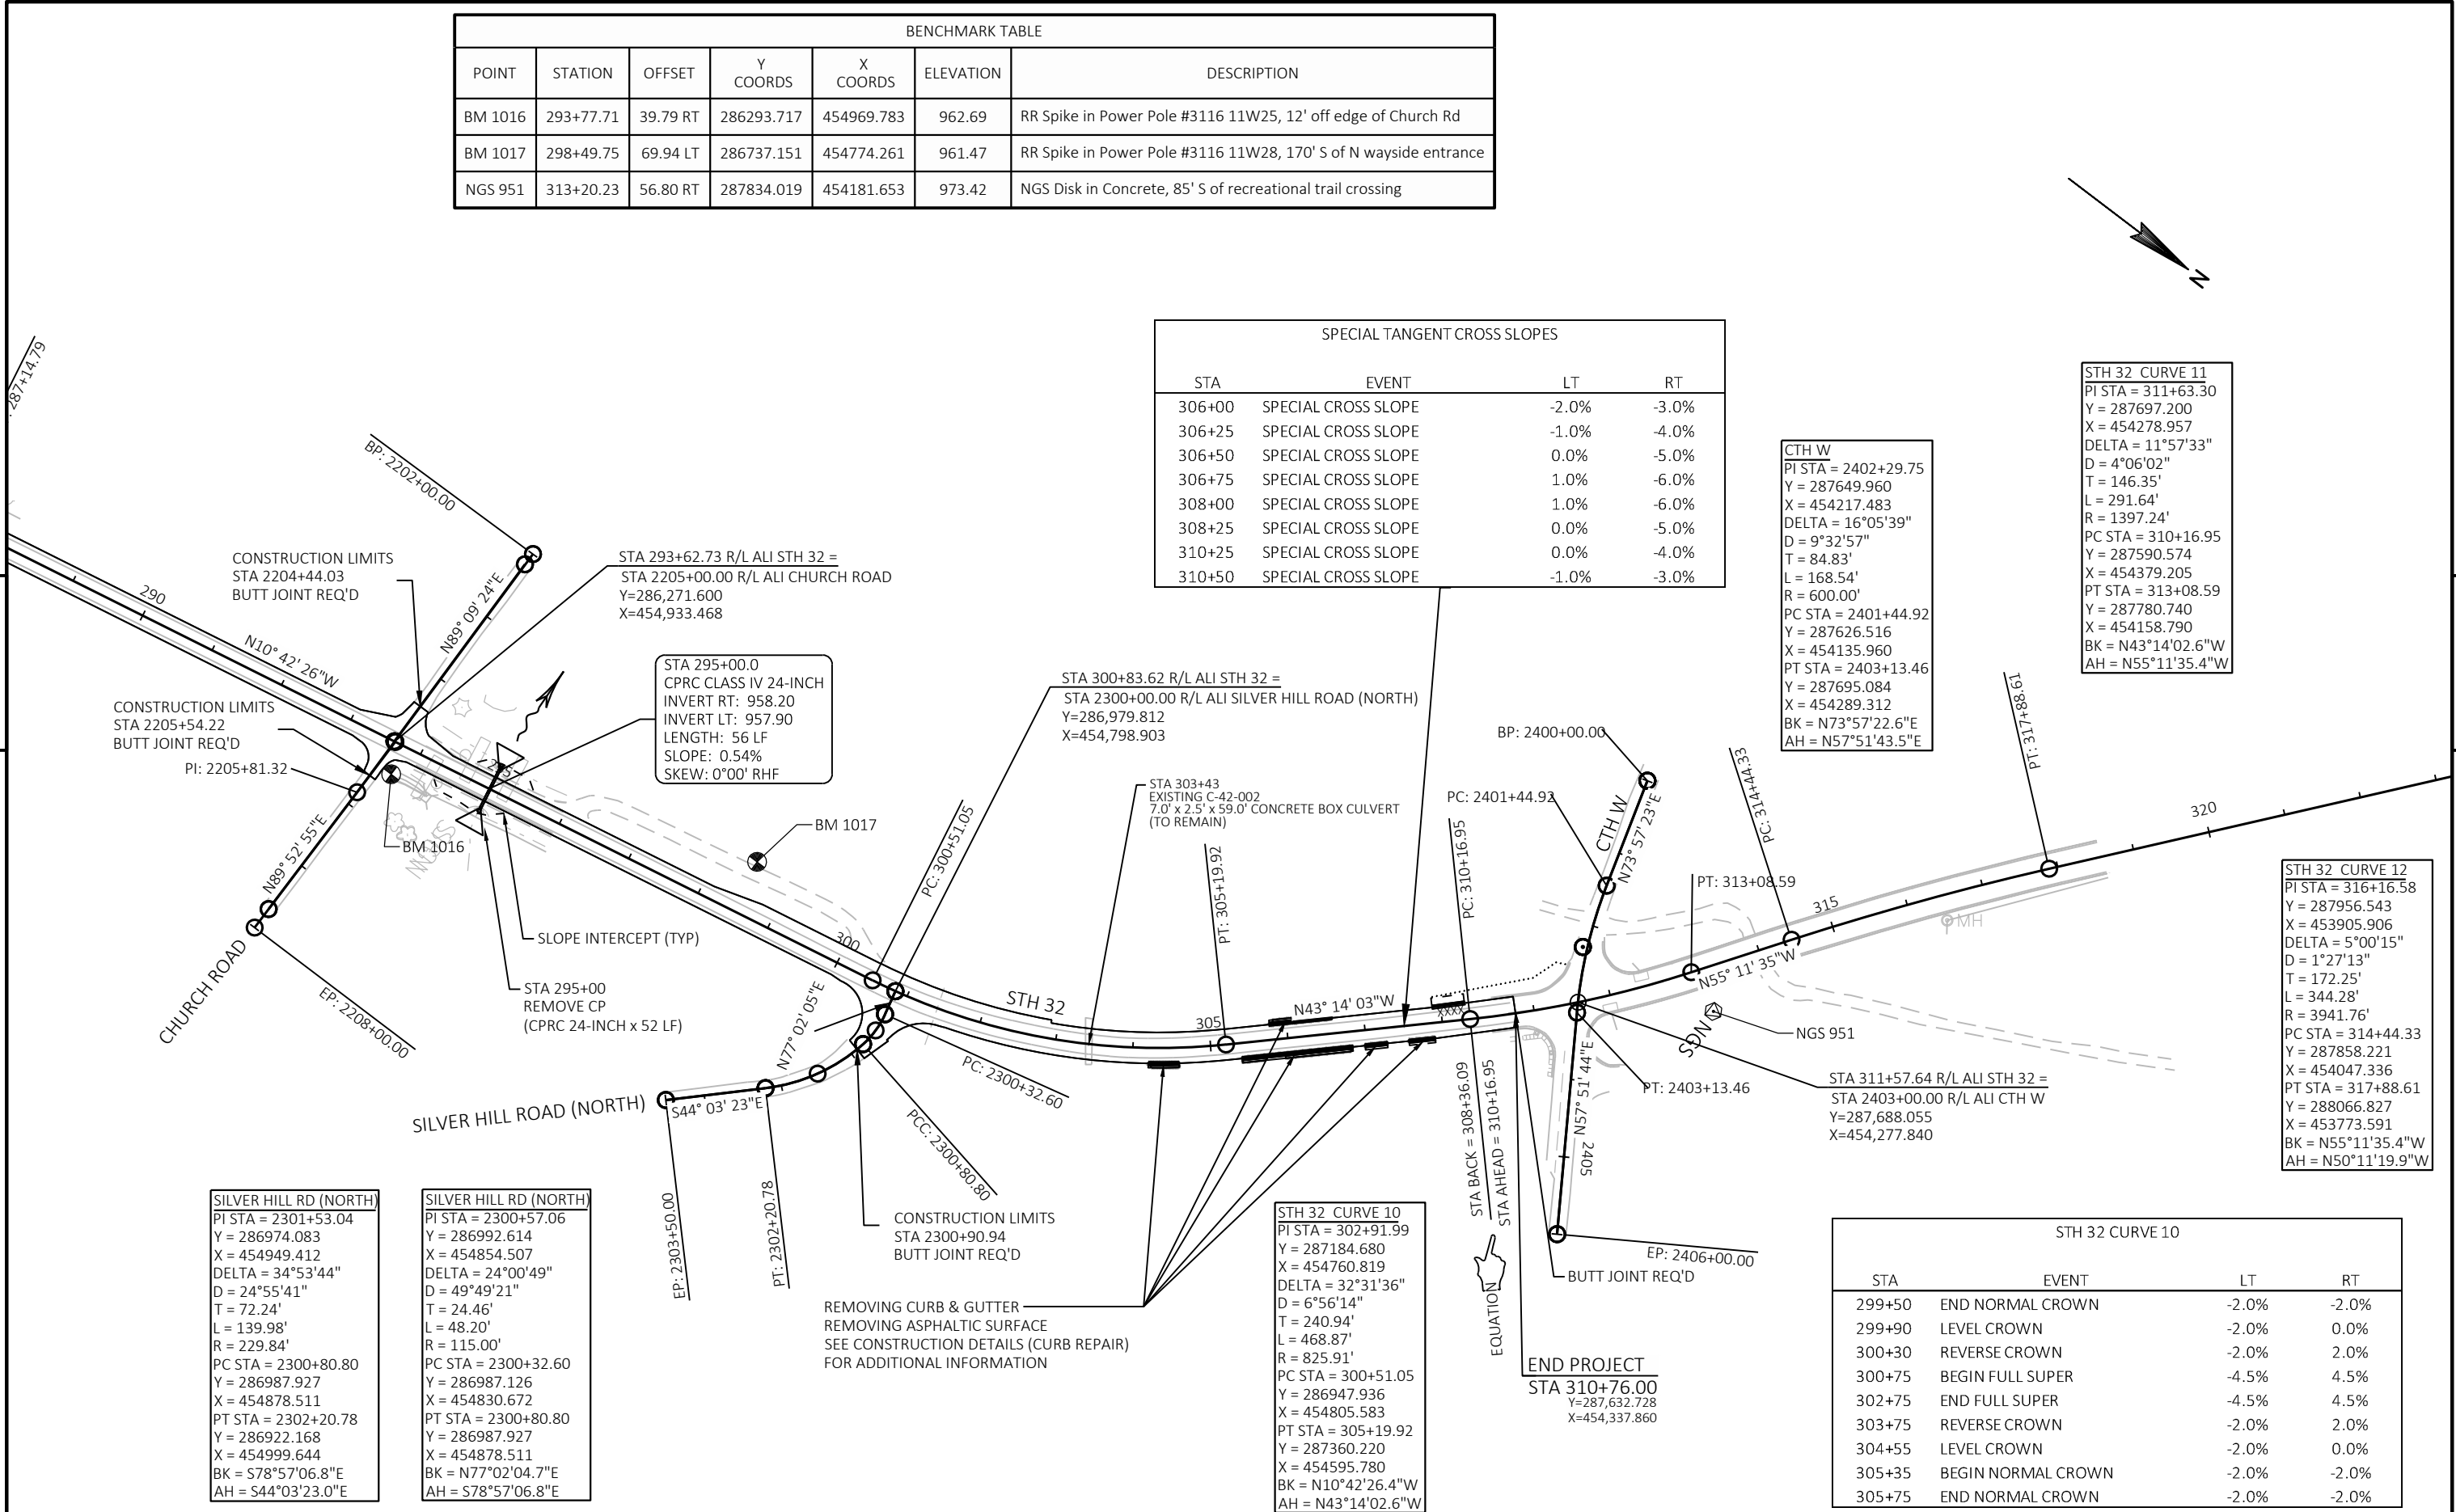 BENCHMARK TABLE
POINT STATION OFFSET Y COORDS X COORDS ELEVATION DESCRIPTION
BM 1016 293+77.71 39.79 RT 286293.717 454969.783 962.69 RR Spike in Power Pole #3116 11W25, 12' off edge of Church Rd
BM 1017 298+49.75 69.94 LT 286737.151 454774.261 961.47 RR Spike in Power Pole #3116 11W28, 170' S of N wayside entrance
NGS 951 313+20.23 56.80 RT 287834.019 454181.653 973.42 NGS Disk in Concrete, 85' S of recreational trail crossing
N
SPECIAL TANGENT CROSS SLOPES
STA EVENT LT RT
306+00 SPECIAL CROSS SLOPE -2.0% -3.0%
306+25 SPECIAL CROSS SLOPE -1.0% -4.0%
306+50 SPECIAL CROSS SLOPE 0.0% -5.0%
306+75 SPECIAL CROSS SLOPE 1.0% -6.0%
308+00 SPECIAL CROSS SLOPE 1.0% -6.0%
308+25 SPECIAL CROSS SLOPE 0.0% -5.0%
310+25 SPECIAL CROSS SLOPE 0.0% -4.0%
310+50 SPECIAL CROSS SLOPE -1.0% -3.0%
STH 32 CURVE 11
PI STA = 311+63.30
Y = 287697.200
X = 454278.957
DELTA = 11°57'33"
D = 4°06'02"
T = 146.35'
L = 291.64'
R = 1397.24'
PC STA = 310+16.95
Y = 287590.574
X = 454379.205
PT STA = 313+08.59
Y = 287780.740
X = 454158.790
BK = N43°14'02.6"W
AH = N55°11'35.4"W
CTH W
PI STA = 2402+29.75
Y = 287649.960
X = 454217.483
DELTA = 16°05'39"
D = 9°32'57"
T = 84.83'
L = 168.54'
R = 600.00'
PC STA = 2401+44.92
Y = 287626.516
X = 454135.960
PT STA = 2403+13.46
Y = 287695.084
X = 454289.312
BK = N73°57'22.6"E
AH = N57°51'43.5"E
: 287+14.79
BP: 2202+00.00
CONSTRUCTION LIMITS
STA 2204+44.03
BUTT JOINT REQ'D
290
N10° 42' 26"W
N89° 09' 24"E
STA 293+62.73 R/L ALI STH 32 =
STA 2205+00.00 R/L ALI CHURCH ROAD
Y=286,271.600
X=454,933.468
CONSTRUCTION LIMITS
STA 2205+54.22
BUTT JOINT REQ'D
PI: 2205+81.32
STA 295+00.0
CPRC CLASS IV 24-INCH
INVERT RT: 958.20
INVERT LT: 957.90
LENGTH: 56 LF
SLOPE: 0.54%
SKEW: 0°00' RHF
295
BM 1016
BM 1017
N89° 52' 55"E
SLOPE INTERCEPT (TYP)
STA 295+00
REMOVE CP
(CPRC 24-INCH x 52 LF)
CHURCH ROAD
EP: 2208+00.00
STA 300+83.62 R/L ALI STH 32 =
STA 2300+00.00 R/L ALI SILVER HILL ROAD (NORTH)
Y=286,979.812
X=454,798.903
STA 303+43
EXISTING C-42-002
7.0' x 2.5' x 59.0' CONCRETE BOX CULVERT
(TO REMAIN)
PC: 300+51.05
300
N77° 02' 05"E
STH 32
PT: 305+19.92
305
N43° 14' 03"W
PC: 310+16.95
XXXX
BP: 2400+00.00
PC: 2401+44.92
CTH W
N73° 57' 23"E
PC: 314+44.33
PT: 317+88.61
320
PT: 313+08.59
315
MH
N55° 11' 35"W
NGS
NGS 951
PT: 2403+13.46
STA 311+57.64 R/L ALI STH 32 =
STA 2403+00.00 R/L ALI CTH W
Y=287,688.055
X=454,277.840
N57° 51' 44"E
2405
EP: 2406+00.00
BUTT JOINT REQ'D
STA BACK = 308+36.09
STA AHEAD = 310+16.95
EQUATION
END PROJECT
STA 310+76.00
Y=287,632.728
X=454,337.860
STH 32 CURVE 12
PI STA = 316+16.58
Y = 287956.543
X = 453905.906
DELTA = 5°00'15"
D = 1°27'13"
T = 172.25'
L = 344.28'
R = 3941.76'
PC STA = 314+44.33
Y = 287858.221
X = 454047.336
PT STA = 317+88.61
Y = 288066.827
X = 453773.591
BK = N55°11'35.4"W
AH = N50°11'19.9"W
SILVER HILL ROAD (NORTH)
S44° 03' 23"E
PC: 2300+32.60
PCC: 2300+80.80
EP: 2303+50.00
PT: 2302+20.78
CONSTRUCTION LIMITS
STA 2300+90.94
BUTT JOINT REQ'D
REMOVING CURB & GUTTER
REMOVING ASPHALTIC SURFACE
SEE CONSTRUCTION DETAILS (CURB REPAIR)
FOR ADDITIONAL INFORMATION
SILVER HILL RD (NORTH)
PI STA = 2301+53.04
Y = 286974.083
X = 454949.412
DELTA = 34°53'44"
D = 24°55'41"
T = 72.24'
L = 139.98'
R = 229.84'
PC STA = 2300+80.80
Y = 286987.927
X = 454878.511
PT STA = 2302+20.78
Y = 286922.168
X = 454999.644
BK = S78°57'06.8"E
AH = S44°03'23.0"E
SILVER HILL RD (NORTH)
PI STA = 2300+57.06
Y = 286992.614
X = 454854.507
DELTA = 24°00'49"
D = 49°49'21"
T = 24.46'
L = 48.20'
R = 115.00'
PC STA = 2300+32.60
Y = 286987.126
X = 454830.672
PT STA = 2300+80.80
Y = 286987.927
X = 454878.511
BK = N77°02'04.7"E
AH = S78°57'06.8"E
STH 32 CURVE 10
PI STA = 302+91.99
Y = 287184.680
X = 454760.819
DELTA = 32°31'36"
D = 6°56'14"
T = 240.94'
L = 468.87'
R = 825.91'
PC STA = 300+51.05
Y = 286947.936
X = 454805.583
PT STA = 305+19.92
Y = 287360.220
X = 454595.780
BK = N10°42'26.4"W
AH = N43°14'02.6"W
STH 32 CURVE 10
STA EVENT LT RT
299+50 END NORMAL CROWN -2.0% -2.0%
299+90 LEVEL CROWN -2.0% 0.0%
300+30 REVERSE CROWN -2.0% 2.0%
300+75 BEGIN FULL SUPER -4.5% 4.5%
302+75 END FULL SUPER -4.5% 4.5%
303+75 REVERSE CROWN -2.0% 2.0%
304+55 LEVEL CROWN -2.0% 0.0%
305+35 BEGIN NORMAL CROWN -2.0% -2.0%
305+75 END NORMAL CROWN -2.0% -2.0%